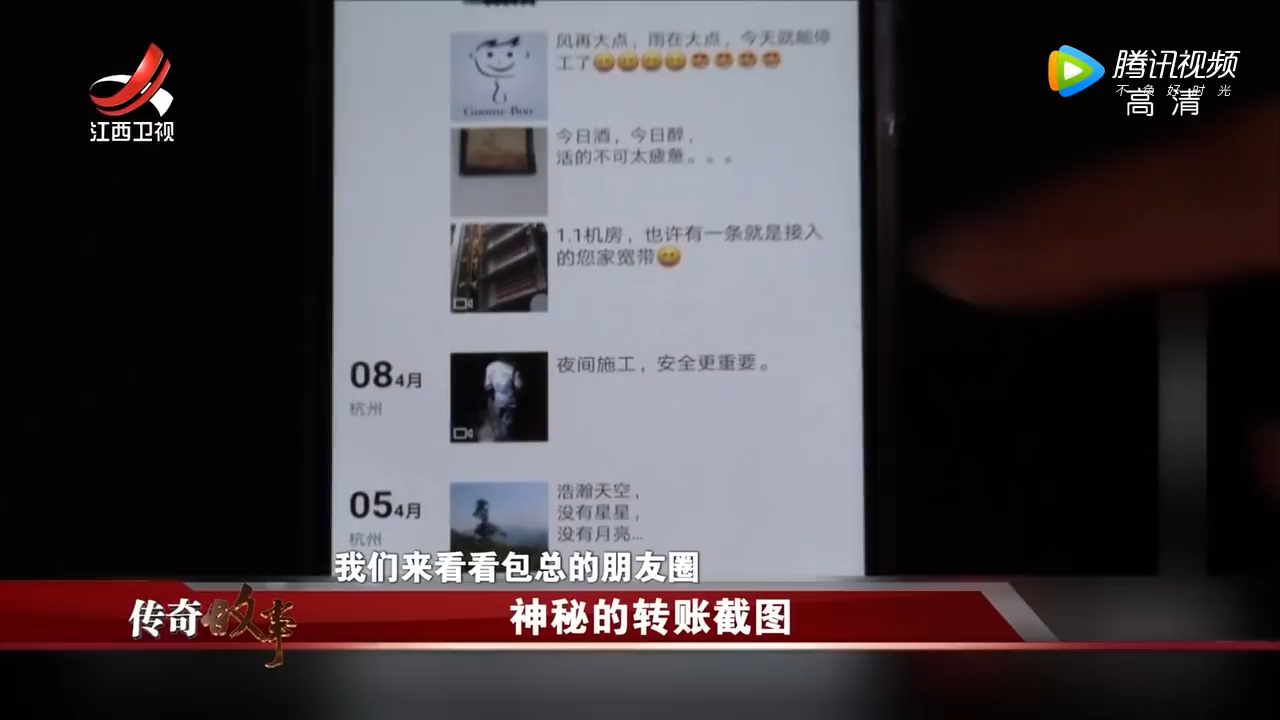 江西卫视
腾讯视频
不负好时光
高清
风再大点，雨在大点，今天就能停
工了
Gnome-Boo
今日酒，今日醉，
活的不可太疲惫。。。
1.1机房，也许有一条就是接入
的您家宽带
08 4月
杭州
夜间施工，安全更重要。
05 4月
杭州
浩瀚天空，
没有星星，
没有月亮...
我们来看看包总的朋友圈
传奇故事
神秘的转账截图